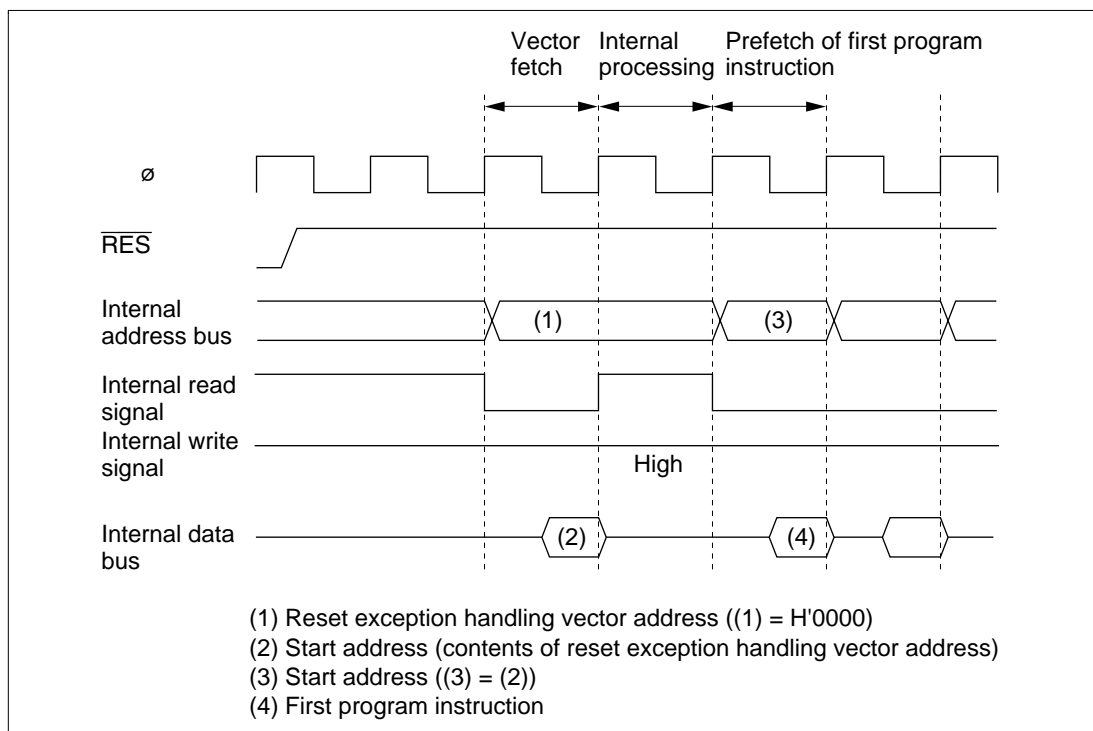 Vector fetch
Internal processing
Prefetch of first program instruction
ø
RES
Internal address bus
(1)
(3)
Internal read signal
Internal write signal
High
Internal data bus
(2)
(4)
(1) Reset exception handling vector address ((1) = H'0000)
(2) Start address (contents of reset exception handling vector address)
(3) Start address ((3) = (2))
(4) First program instruction